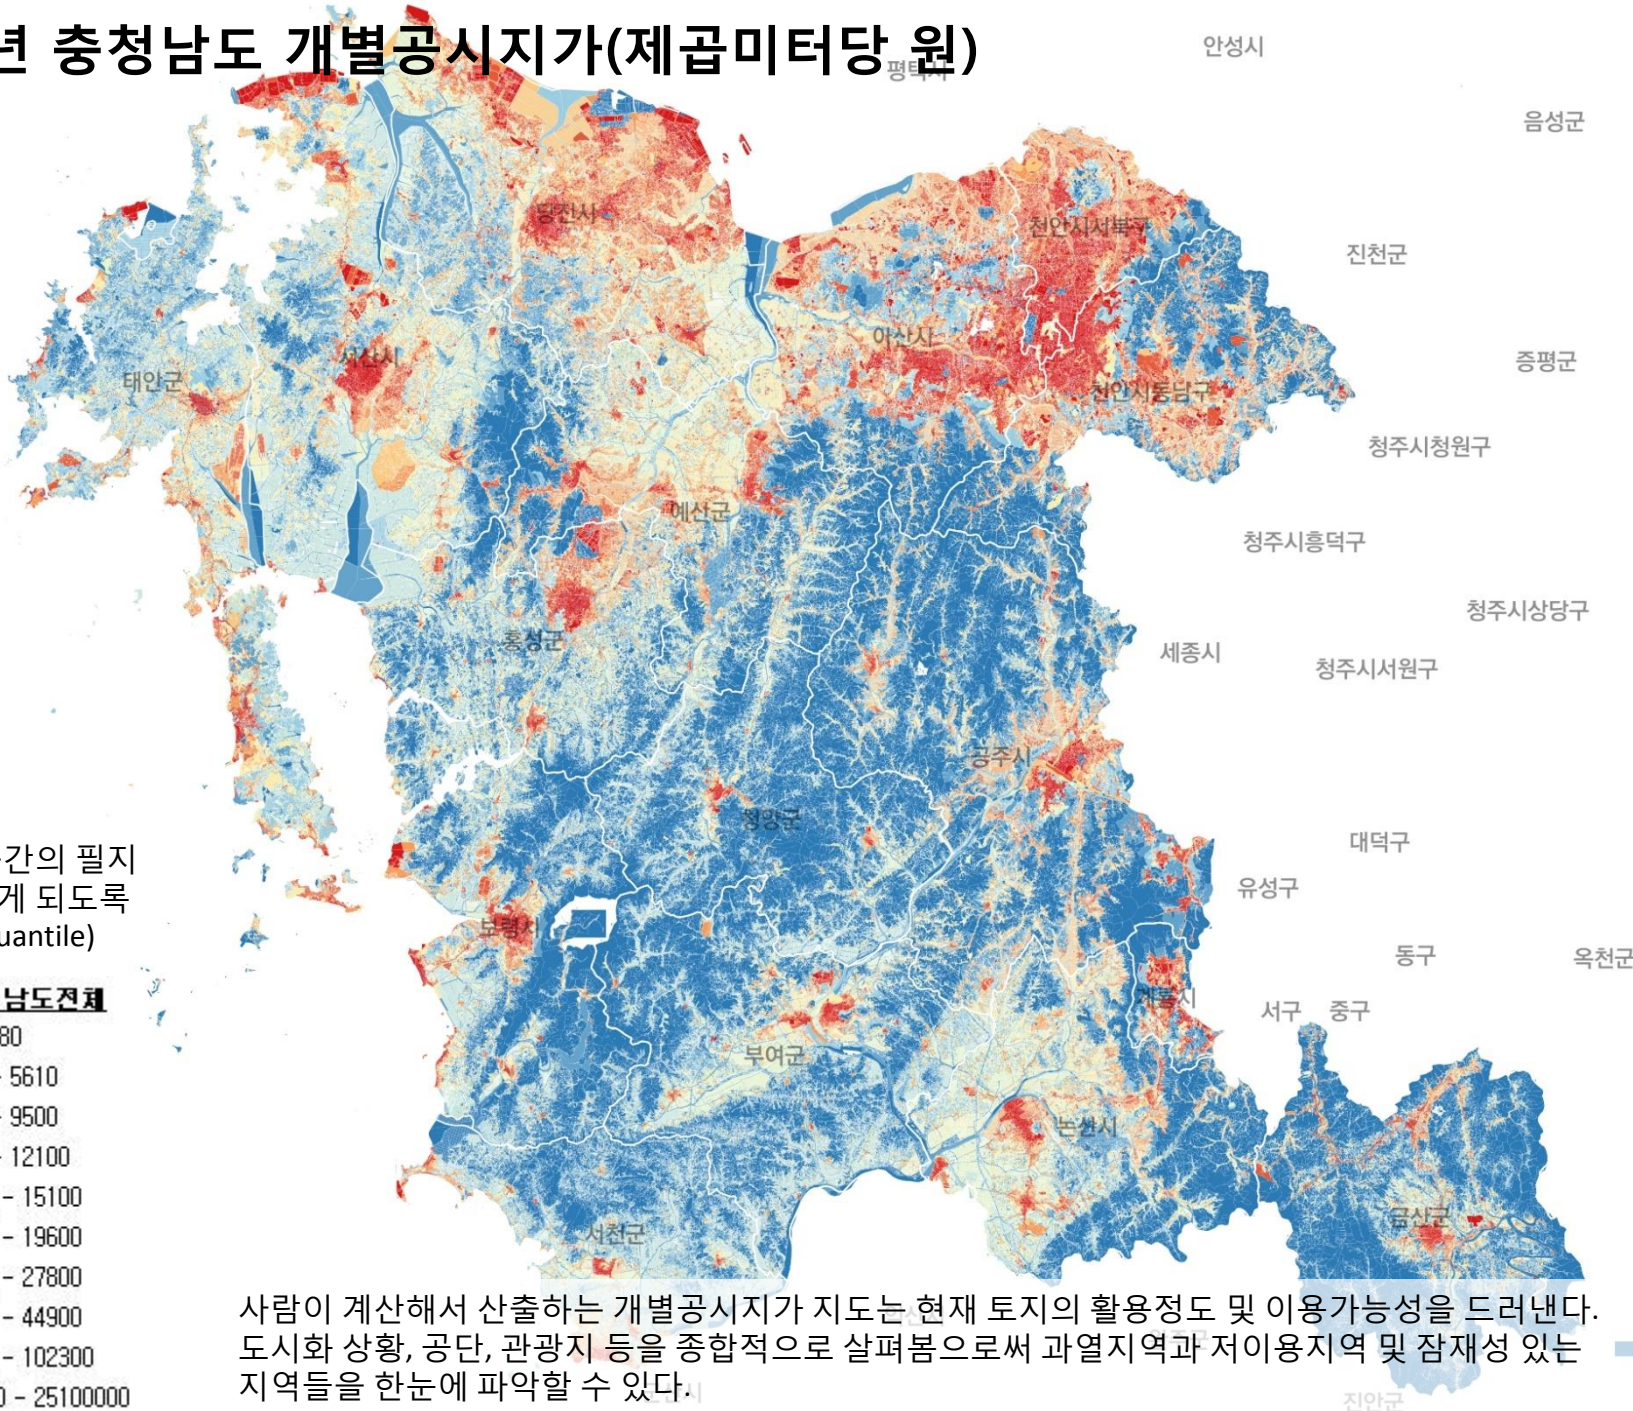 년 충청남도 개별공시지가(제곱미터당 원)
안성시
평택시
음성군
당진시
천안시서북구
진천군
아산시
서산시
태안군
증평군
천안시동남구
청주시청원구
예산군
청주시흥덕구
청주시상당구
홍성군
세종시
청주시서원구
공주시
청양군
대덕구
간의 필지
게 되도록
uantile)
유성구
보령시
동구
옥천군
남도전체
계룡시
서구
중구
80
부여군
- 5610
- 9500
논산시
- 12100
- 15100
금산군
- 19600
서천군
- 27800
사람이 계산해서 산출하는 개별공시지가 지도는 현재 토지의 활용정도 및 이용가능성을 드러낸다.
- 44900
도시화 상황, 공단, 관광지 등을 종합적으로 살펴봄으로써 과열지역과 저이용지역 및 잠재성 있는
- 102300
지역들을 한눈에 파악할 수 있다.
0 - 25100000
군산시
진안군